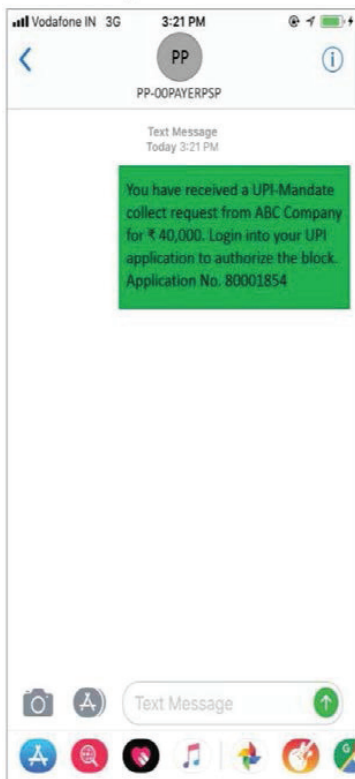 Vodafone IN 3G 3:21 PM
PP
PP-OOPAYERPSP
Text Message
Today 3:21 PM
You have received a UPI-Mandate
collect request from ABC Company
for ₹ 40,000. Login into your UPI
application to authorize the block.
Application No. 80001854
Text Message
G